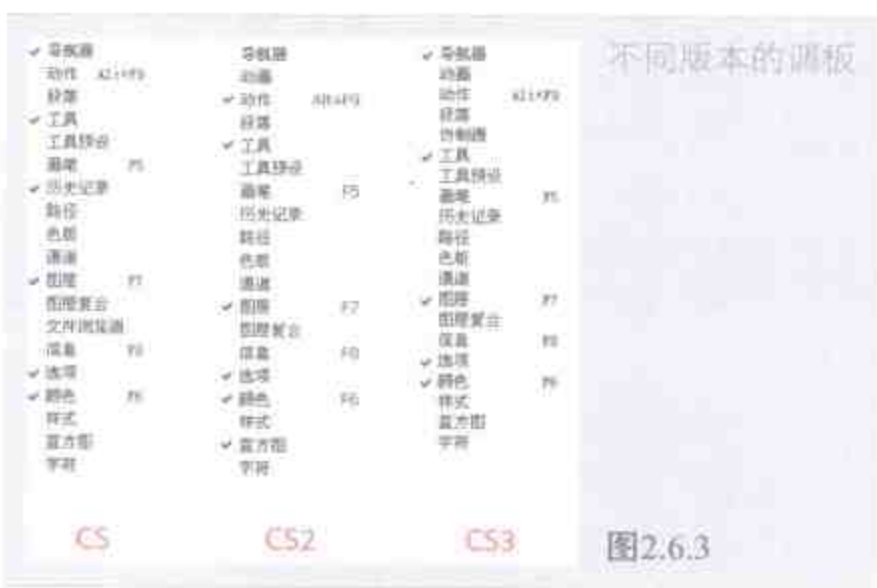 不同版本的调板
✓ 导航器
动作 Alt+F9
段落
✓ 工具
工具预设
画笔 F5
✓ 历史记录
路径
色板
通道
✓ 图层 F7
图层复合
文件浏览器
信息 F8
✓ 选项
✓ 颜色 F6
样式
直方图
字符
CS
导航器
动画
✓ 动作 Alt+F9
段落
✓ 工具
工具预设
画笔 F5
历史记录
路径
色板
通道
✓ 图层 F7
图层复合
信息 F8
✓ 选项
✓ 颜色 F6
样式
✓ 直方图
字符
CS2
✓ 导航器
动画
动作 Alt+F9
段落
仿制源
✓ 工具
工具预设
画笔 F5
历史记录
路径
色板
通道
✓ 图层 F7
图层复合
信息 F8
✓ 选项
✓ 颜色 F6
样式
直方图
字符
CS3
图2.6.3